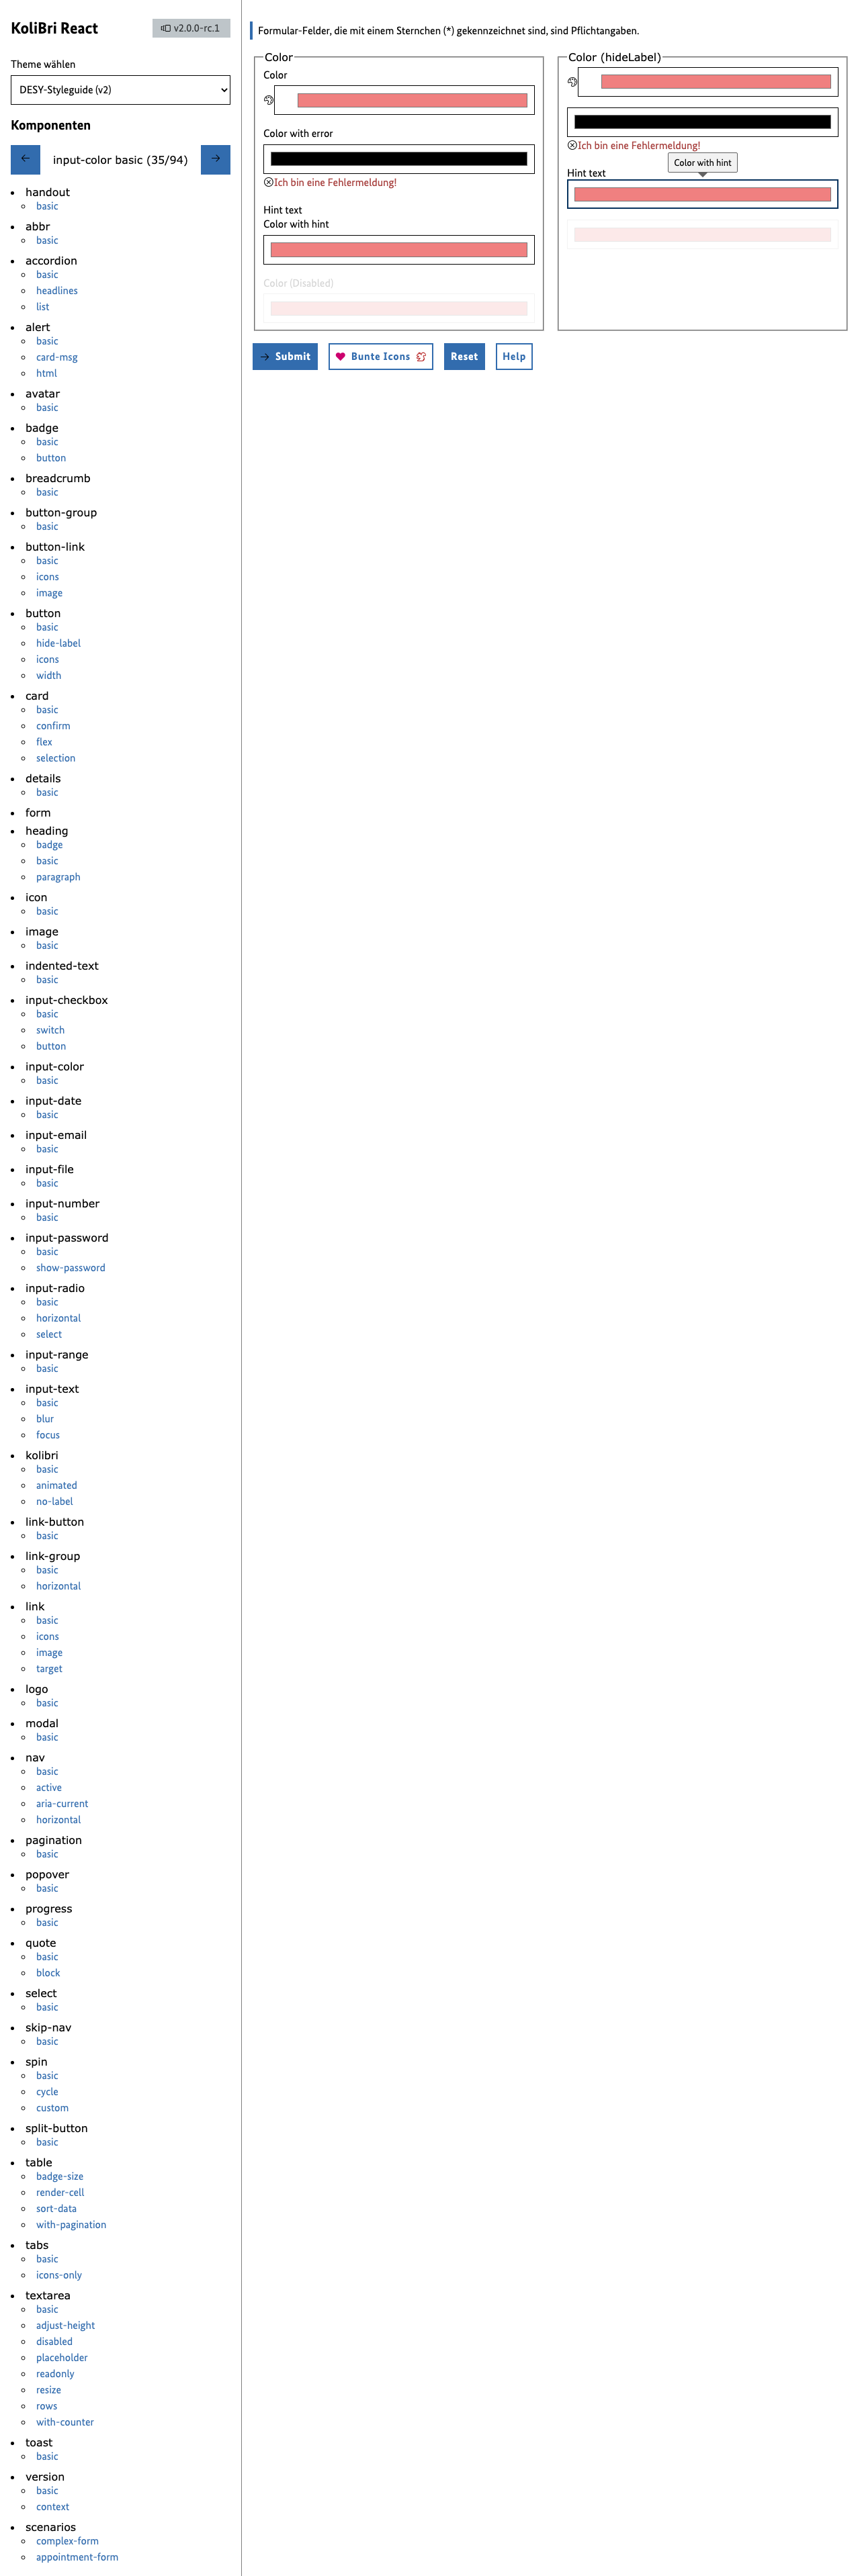 KoliBri React
v2.0.0-rc.1
Theme wählen
DESY-Styleguide (v2)
Komponenten
← input-color basic (35/94) →
handout
basic
abbr
basic
accordion
basic
headlines
list
alert
basic
card-msg
html
avatar
basic
badge
basic
button
breadcrumb
basic
button-group
basic
button-link
basic
icons
image
button
basic
hide-label
icons
width
card
basic
confirm
flex
selection
details
basic
form
heading
badge
basic
paragraph
icon
basic
image
basic
indented-text
basic
input-checkbox
basic
switch
button
input-color
basic
input-date
basic
input-email
basic
input-file
basic
input-number
basic
input-password
basic
show-password
input-radio
basic
horizontal
select
input-range
basic
input-text
basic
blur
focus
kolibri
basic
animated
no-label
link-button
basic
link-group
basic
horizontal
link
basic
icons
image
target
logo
basic
modal
basic
nav
basic
active
aria-current
horizontal
pagination
basic
popover
basic
progress
basic
quote
basic
block
select
basic
skip-nav
basic
spin
basic
cycle
custom
split-button
basic
table
badge-size
render-cell
sort-data
with-pagination
tabs
basic
icons-only
textarea
basic
adjust-height
disabled
placeholder
readonly
resize
rows
with-counter
toast
basic
version
basic
context
scenarios
complex-form
appointment-form
Formular-Felder, die mit einem Sternchen (*) gekennzeichnet sind, sind Pflichtangaben.
Color
Color
Color with error
Ich bin eine Fehlermeldung!
Hint text
Color with hint
Color (Disabled)
Color (hideLabel)
Ich bin eine Fehlermeldung!
Color with hint
Hint text
→ Submit
Bunte Icons
Reset
Help